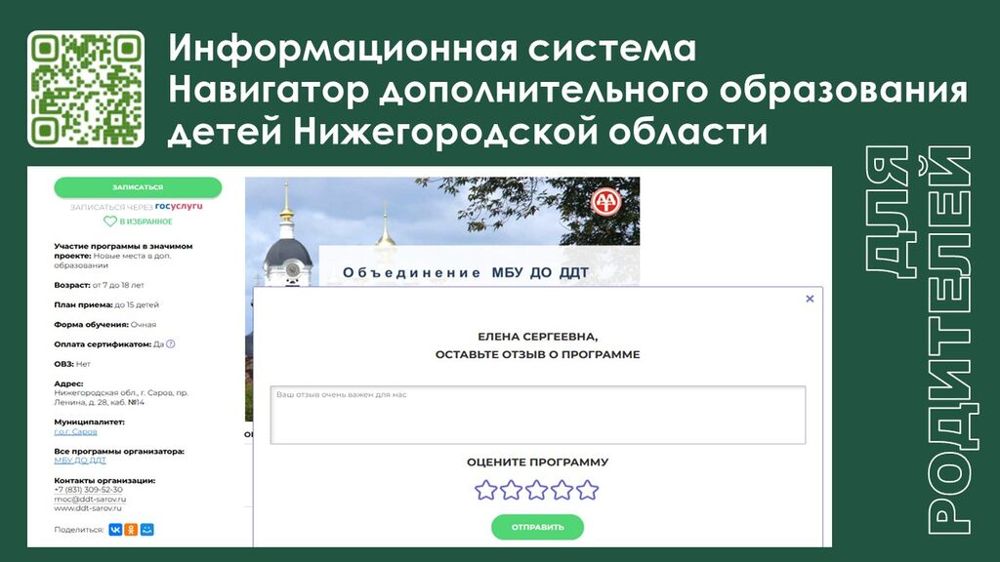 Информационная система
Навигатор дополнительного образования
детей Нижегородской области
ДЛЯ
РОДИТЕЛЕЙ
ЗАПИСАТЬСЯ
ЗАПИСАТЬСЯ ЧЕРЕЗ госуслуги
В ИЗБРАННОЕ
Участие программы в значимом
проекте: Новые места в доп.
образовании
Возраст: от 7 до 18 лет
План приема: до 15 детей
Форма обучения: Очная
Оплата сертификатом: Да ?
ОВЗ: Нет
Адрес:
Нижегородская обл., г. Саров, пр.
Ленина, д. 28, каб. №14
Муниципалитет:
г.о.г. Саров
Все программы организатора:
МБУ ДО ДДТ
Контакты организации:
+7 (831) 309-52-30
moc@ddt-sarov.ru
www.ddt-sarov.ru
Поделиться:
Объединение МБУ ДО ДДТ
ЕЛЕНА СЕРГЕЕВНА,
ОСТАВЬТЕ ОТЗЫВ О ПРОГРАММЕ
Ваш отзыв очень важен для нас
ОЦЕНИТЕ ПРОГРАММУ
ОТПРАВИТЬ